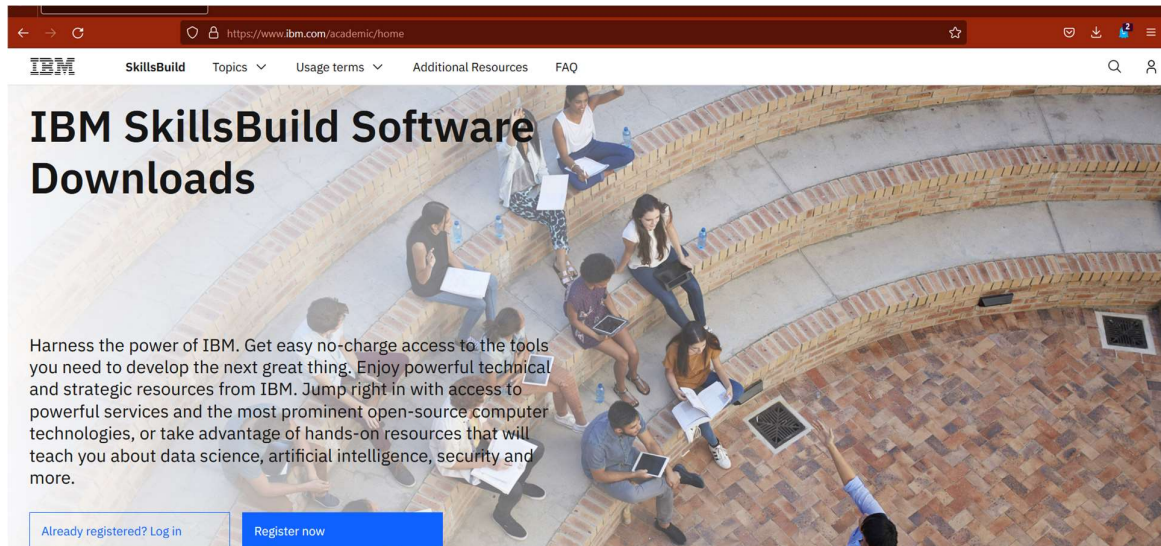 https://www.ibm.com/academic/home
2
IBM
SkillsBuild Topics Usage terms Additional Resources FAQ
IBM SkillsBuild Software
Downloads
Harness the power of IBM. Get easy no-charge access to the tools
you need to develop the next great thing. Enjoy powerful technical
and strategic resources from IBM. Jump right in with access to
powerful services and the most prominent open-source computer
technologies, or take advantage of hands-on resources that will
teach you about data science, artificial intelligence, security and
more.
Already registered? Log in
Register now